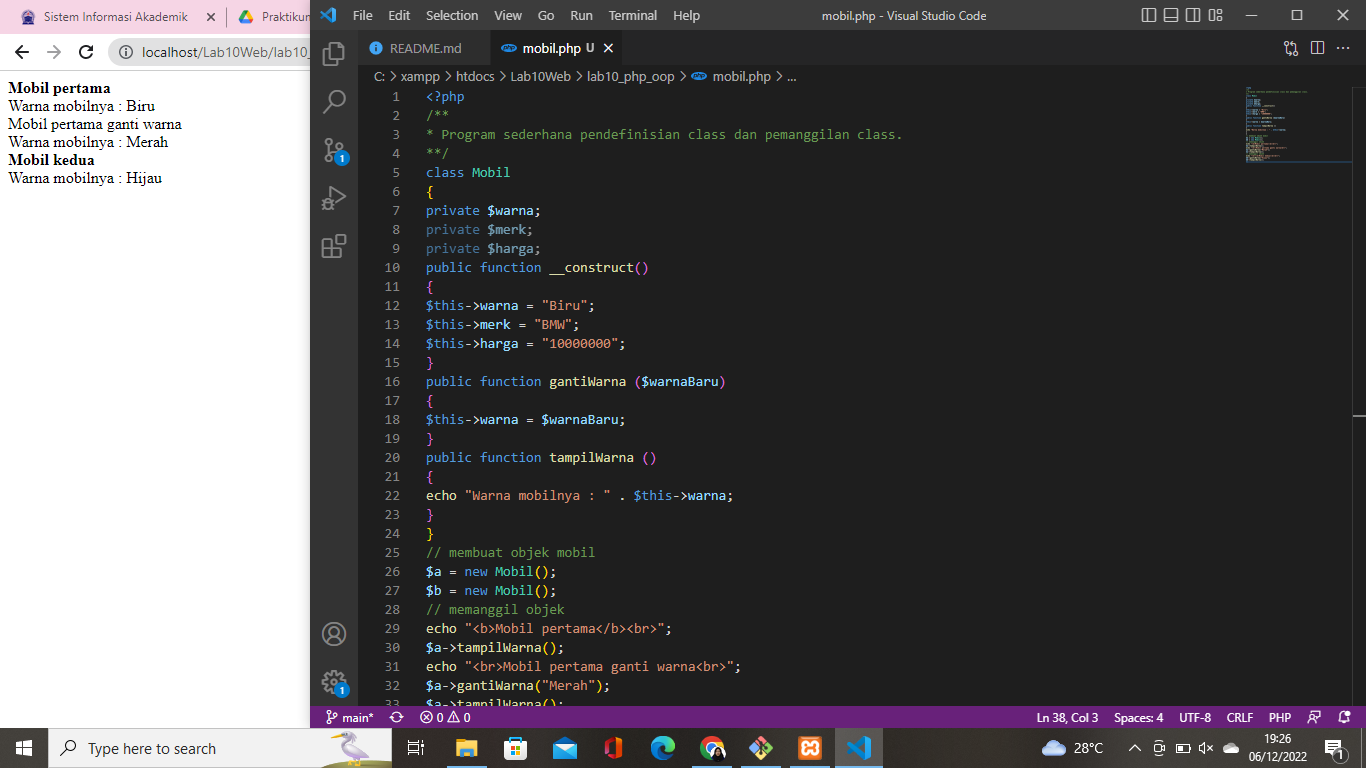 Sistem Informasi Akademik
Praktikun
localhost/Lab10Web/lab10_
Mobil pertama
Warna mobilnya : Biru
Mobil pertama ganti warna
Warna mobilnya : Merah
Mobil kedua
Warna mobilnya : Hijau
File Edit Selection View Go Run Terminal Help
mobil.php - Visual Studio Code
README.md
mobil.php U
C: > xampp > htdocs > Lab10Web > lab10_php_oop > mobil.php > ...
1 <?php
2 /**
3 * Program sederhana pendefinisian class dan pemanggilan class.
4 **/
5 class Mobil
6 {
7 private $warna;
8 private $merk;
9 private $harga;
10 public function __construct()
11 {
12 $this->warna = "Biru";
13 $this->merk = "BMW";
14 $this->harga = "10000000";
15 }
16 public function gantiWarna ($warnaBaru)
17 {
18 $this->warna = $warnaBaru;
19 }
20 public function tampilWarna ()
21 {
22 echo "Warna mobilnya : " . $this->warna;
23 }
24 }
25 // membuat objek mobil
26 $a = new Mobil();
27 $b = new Mobil();
28 // memanggil objek
29 echo "<b>Mobil pertama</b><br>";
30 $a->tampilWarna();
31 echo "<br>Mobil pertama ganti warna<br>";
32 $a->gantiWarna("Merah");
33 $a->tampilWarna();
1
1
main* 0 0
Ln 38, Col 3 Spaces: 4 UTF-8 CRLF PHP
Type here to search
28°C
19:26
06/12/2022
1